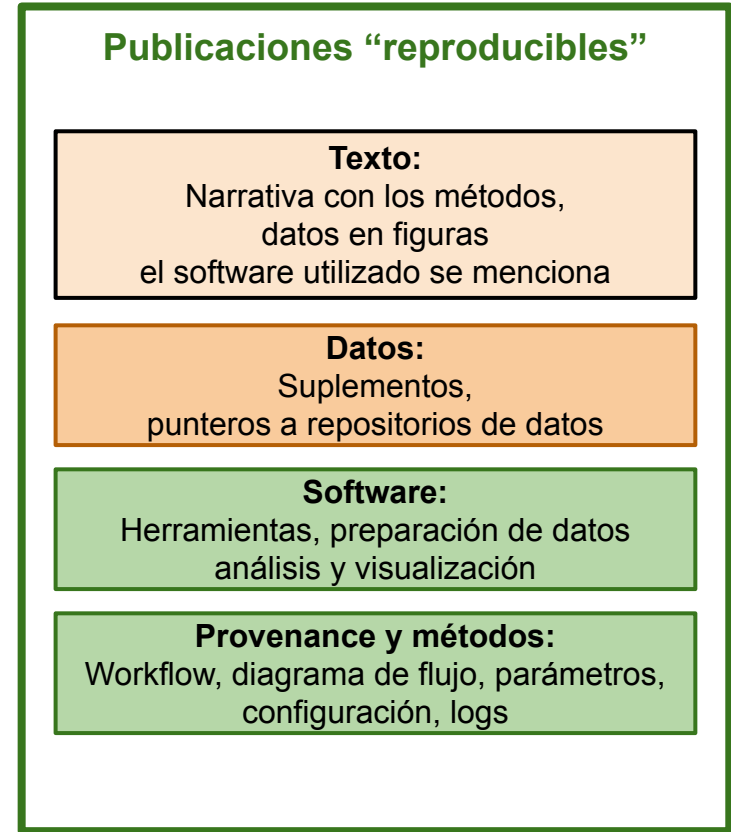 Publicaciones “reproducibles”
Texto:
Narrativa con los métodos,
datos en figuras
el software utilizado se menciona
Datos:
Suplementos,
punteros a repositorios de datos
Software:
Herramientas, preparación de datos
análisis y visualización
Provenance y métodos:
Workflow, diagrama de flujo, parámetros,
configuración, logs